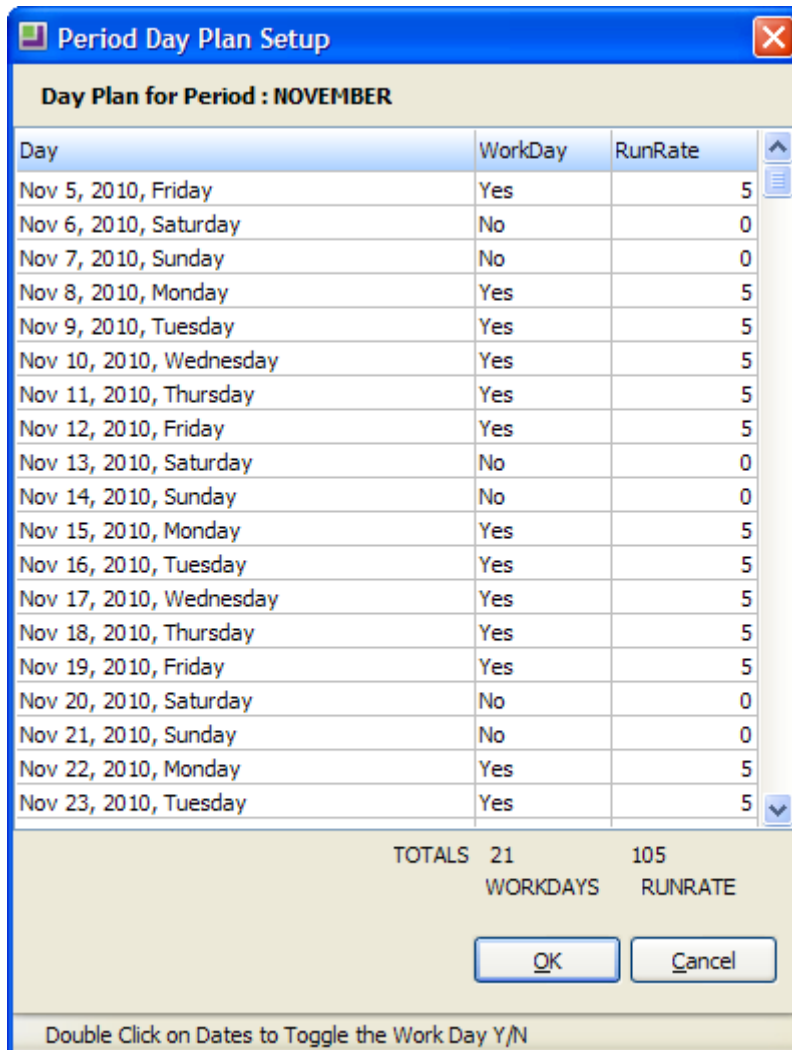 Period Day Plan Setup
Day Plan for Period : NOVEMBER
Day WorkDay RunRate
Nov 5, 2010, Friday Yes 5
Nov 6, 2010, Saturday No 0
Nov 7, 2010, Sunday No 0
Nov 8, 2010, Monday Yes 5
Nov 9, 2010, Tuesday Yes 5
Nov 10, 2010, Wednesday Yes 5
Nov 11, 2010, Thursday Yes 5
Nov 12, 2010, Friday Yes 5
Nov 13, 2010, Saturday No 0
Nov 14, 2010, Sunday No 0
Nov 15, 2010, Monday Yes 5
Nov 16, 2010, Tuesday Yes 5
Nov 17, 2010, Wednesday Yes 5
Nov 18, 2010, Thursday Yes 5
Nov 19, 2010, Friday Yes 5
Nov 20, 2010, Saturday No 0
Nov 21, 2010, Sunday No 0
Nov 22, 2010, Monday Yes 5
Nov 23, 2010, Tuesday Yes 5
TOTALS 21 105
WORKDAYS RUNRATE
OK Cancel
Double Click on Dates to Toggle the Work Day Y/N